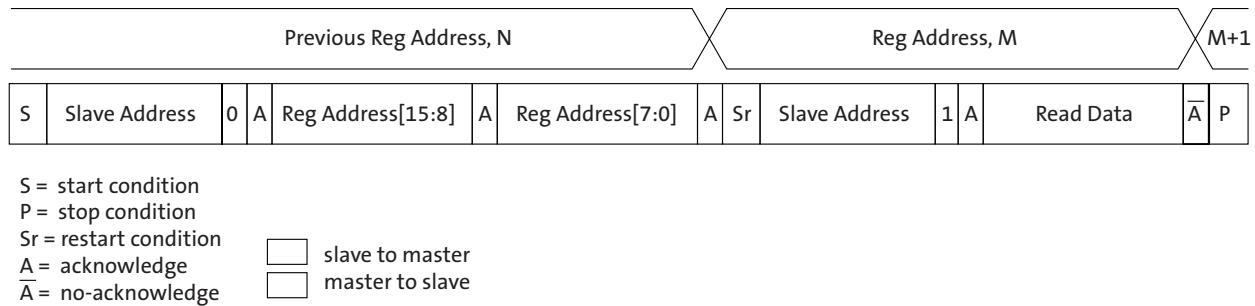 Previous Reg Address, N Reg Address, M M+1
S Slave Address 0 A Reg Address[15:8] A Reg Address[7:0] A Sr Slave Address 1 A Read Data A̅ P
S = start condition
P = stop condition
Sr = restart condition
A = acknowledge
A̅ = no-acknowledge
slave to master
master to slave